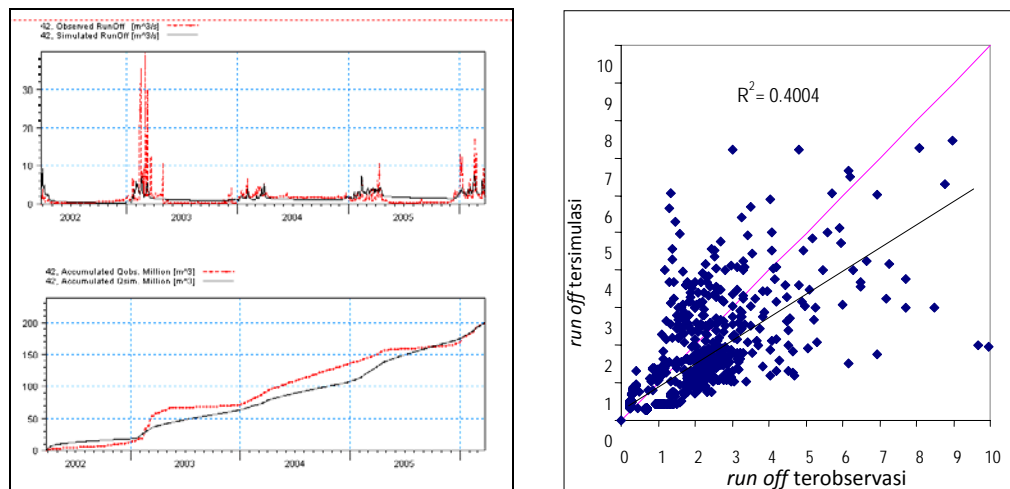 42, Observed RunOff [m^3/s]
42, Simulated RunOff [m^3/s]
30
20
10
0
2002 2003 2004 2005
42, Accumulated Qobs. Million [m^3]
42, Accumulated Qsim. Million [m^3]
200
150
100
50
0
2002 2003 2004 2005
R² = 0.4004
10
9
8
7
6
5
4
3
2
1
0
run off tersimulasi
0 1 2 3 4 5 6 7 8 9 10
run off terobservasi